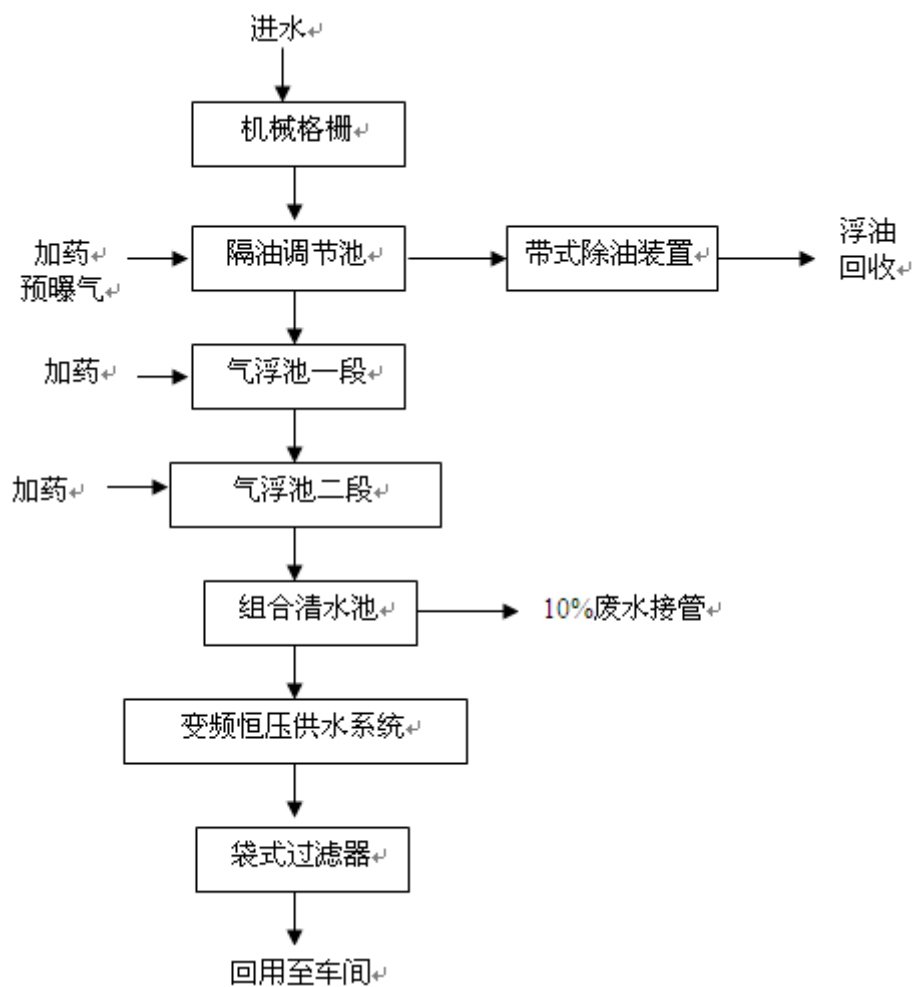 进水
机械格栅
加药
预曝气
隔油调节池
带式除油装置
浮油
回收
加药
气浮池一段
加药
气浮池二段
组合清水池
10%废水接管
变频恒压供水系统
袋式过滤器
回用至车间